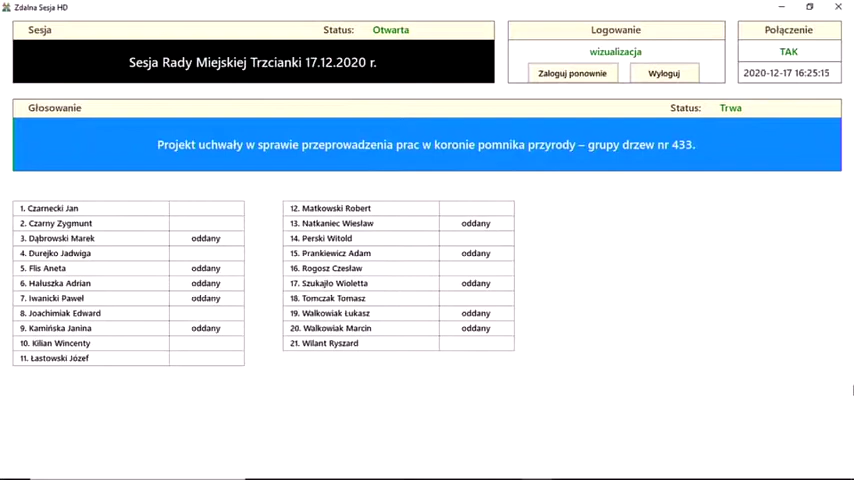 Zdalna Sesja HD
Sesja Status: Otwarta
Sesja Rady Miejskiej Trzcianki 17.12.2020 r.
Logowanie
wizualizacja
Zaloguj ponownie Wyloguj
Połączenie
TAK
2020-12-17 16:25:15
Głosowanie Status: Trwa
Projekt uchwały w sprawie przeprowadzenia prac w koronie pomnika przyrody – grupy drzew nr 433.
1. Czarnecki Jan
2. Czarny Zygmunt
3. Dąbrowski Marek oddany
4. Durejko Jadwiga
5. Flis Aneta oddany
6. Hałuszka Adrian oddany
7. Iwanicki Paweł oddany
8. Joachimiak Edward
9. Kamińska Janina oddany
10. Kilian Wincenty
11. Łastowski Józef
12. Matkowski Robert
13. Natkaniec Wiesław oddany
14. Perski Witold
15. Prankiewicz Adam oddany
16. Rogosz Czesław
17. Szukajło Wioletta oddany
18. Tomczak Tomasz
19. Walkowiak Łukasz oddany
20. Walkowiak Marcin oddany
21. Wilant Ryszard